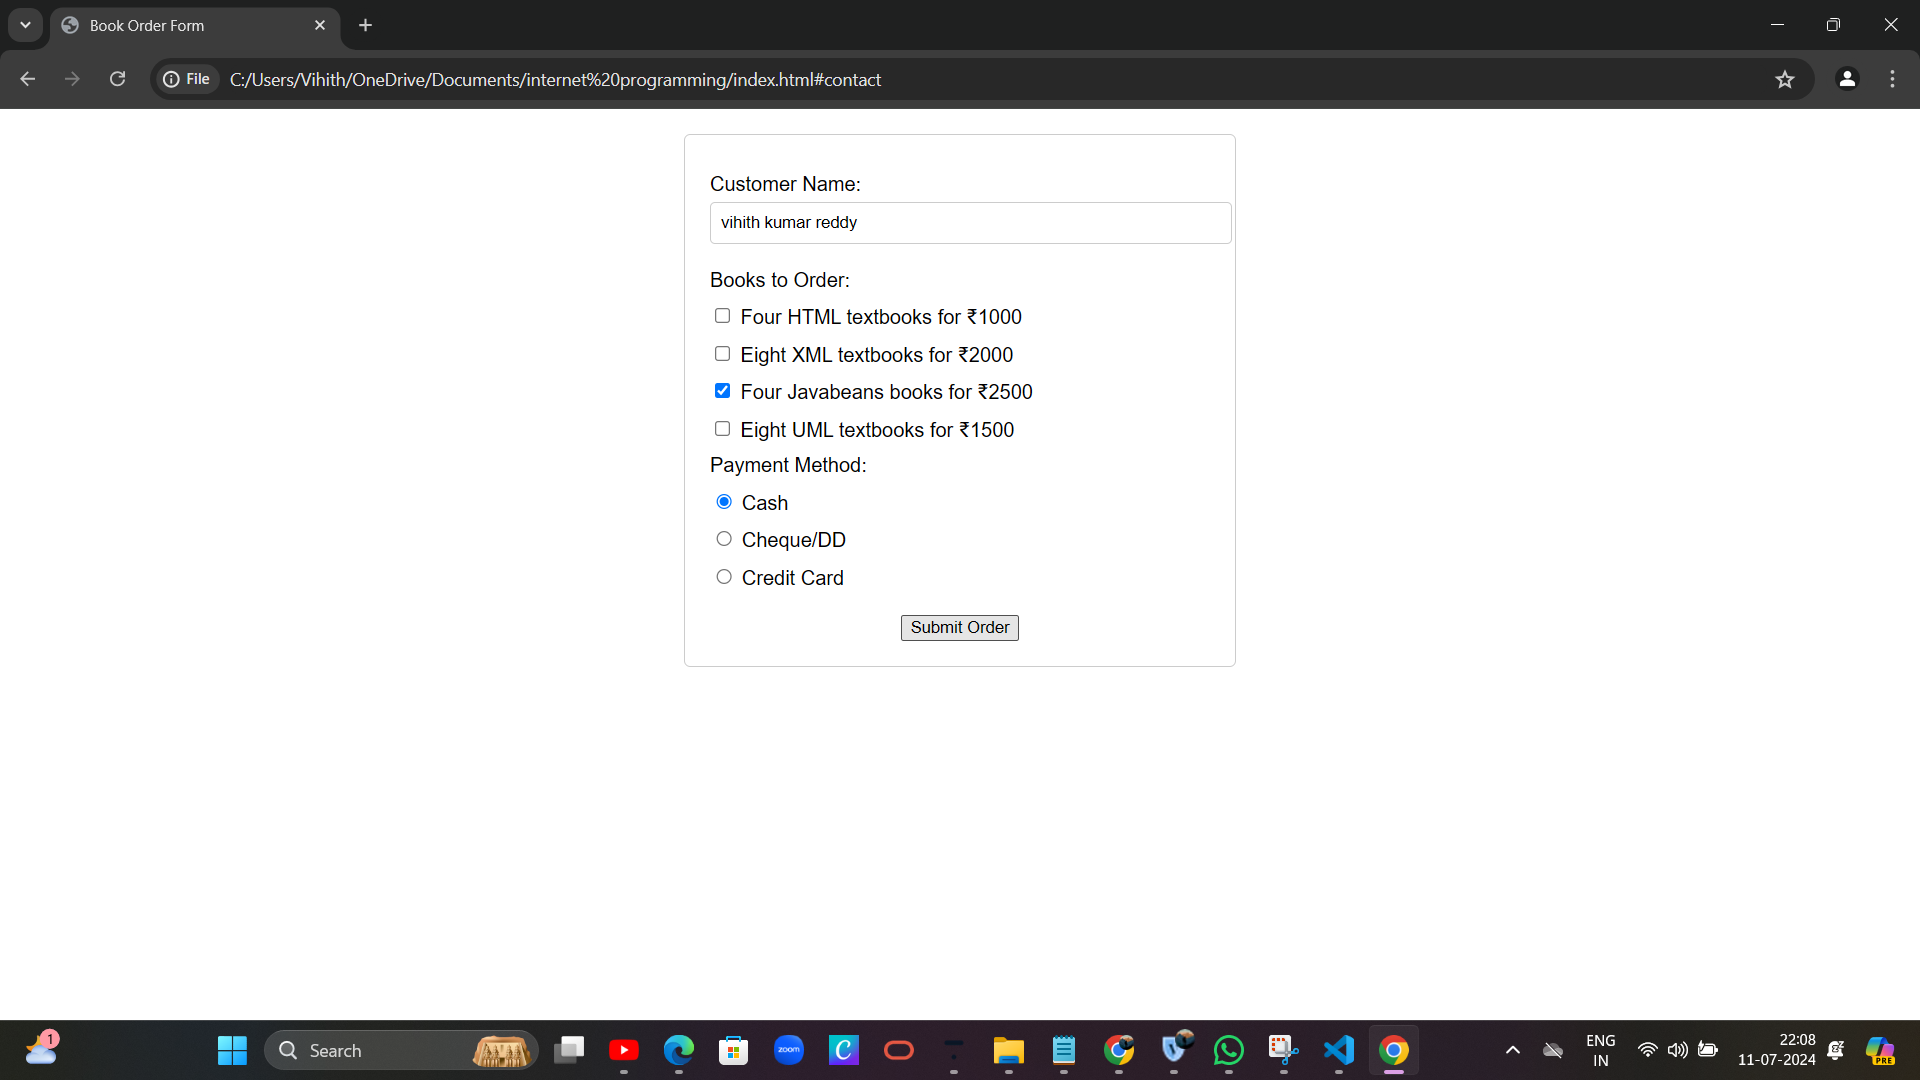 Book Order Form
File
C:/Users/Vihith/OneDrive/Documents/internet%20programming/index.html#contact
Customer Name:
vihith kumar reddy
Books to Order:
Four HTML textbooks for ₹1000
Eight XML textbooks for ₹2000
Four Javabeans books for ₹2500
Eight UML textbooks for ₹1500
Payment Method:
Cash
Cheque/DD
Credit Card
Submit Order
1
Search
zoom
C
ENG
IN
22:08
11-07-2024
PRE